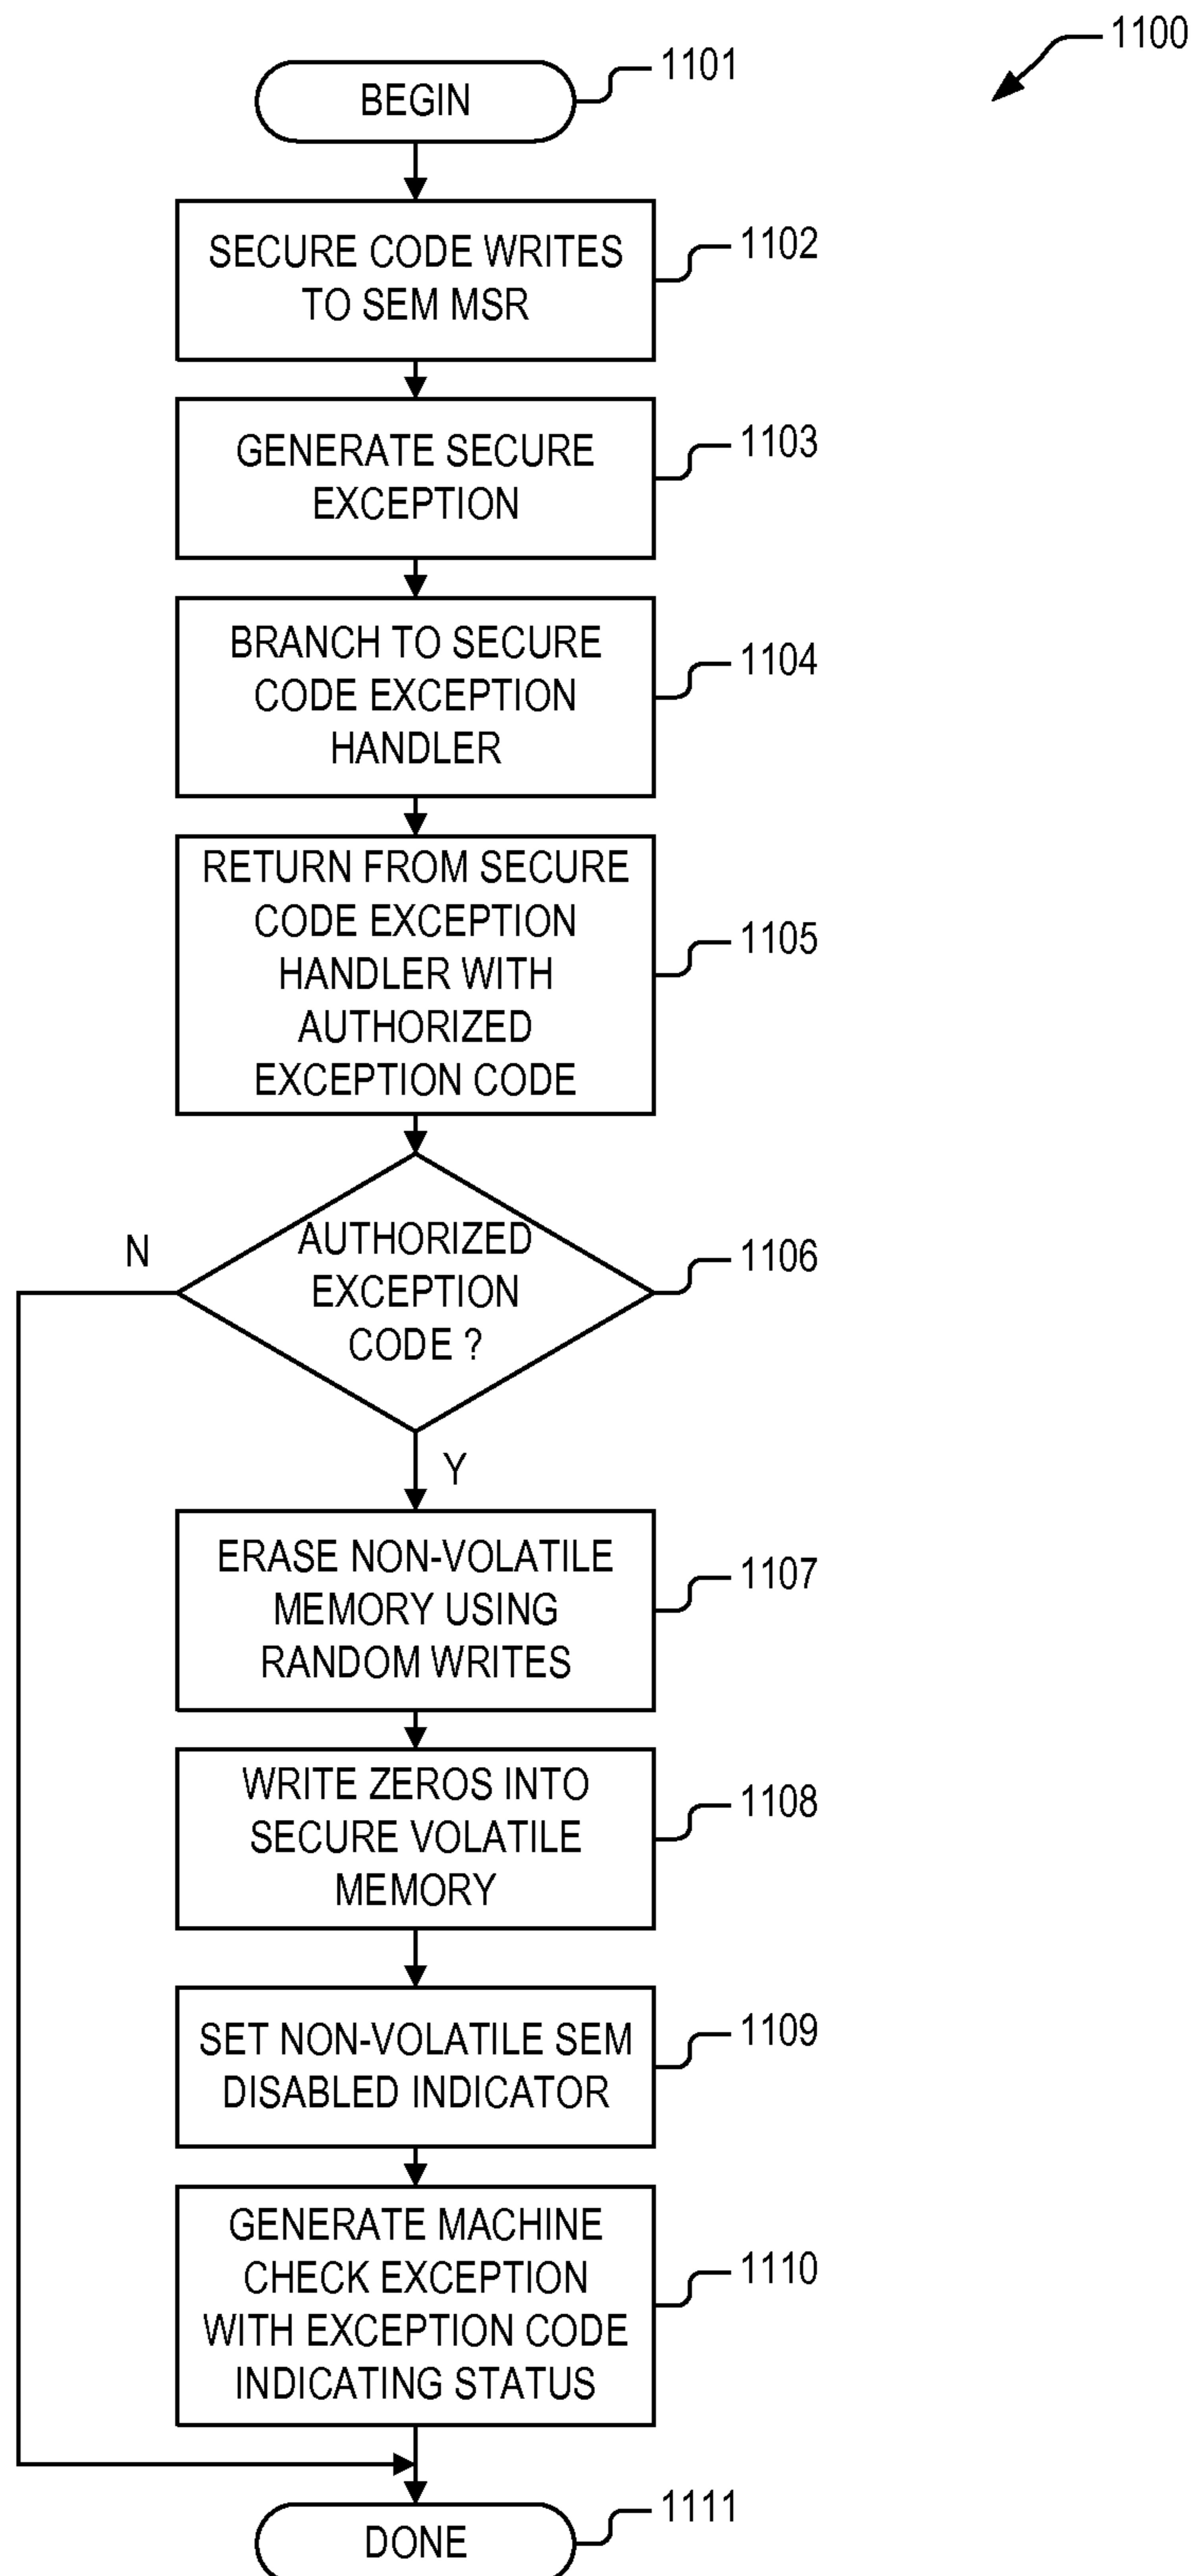 1100
1101
BEGIN
1102
SECURE CODE WRITES
TO SEM MSR
1103
GENERATE SECURE
EXCEPTION
1104
BRANCH TO SECURE
CODE EXCEPTION
HANDLER
1105
RETURN FROM SECURE
CODE EXCEPTION
HANDLER WITH
AUTHORIZED
EXCEPTION CODE
1106
AUTHORIZED
EXCEPTION
CODE ?
N
Y
1107
ERASE NON-VOLATILE
MEMORY USING
RANDOM WRITES
1108
WRITE ZEROS INTO
SECURE VOLATILE
MEMORY
1109
SET NON-VOLATILE SEM
DISABLED INDICATOR
1110
GENERATE MACHINE
CHECK EXCEPTION
WITH EXCEPTION CODE
INDICATING STATUS
1111
DONE